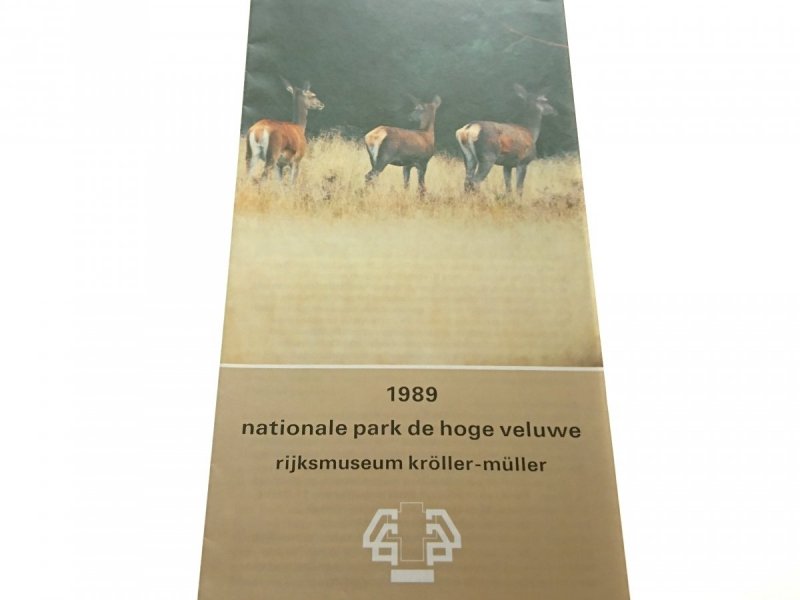 1989
nationale park de hoge veluwe
rijksmuseum kröller-müller